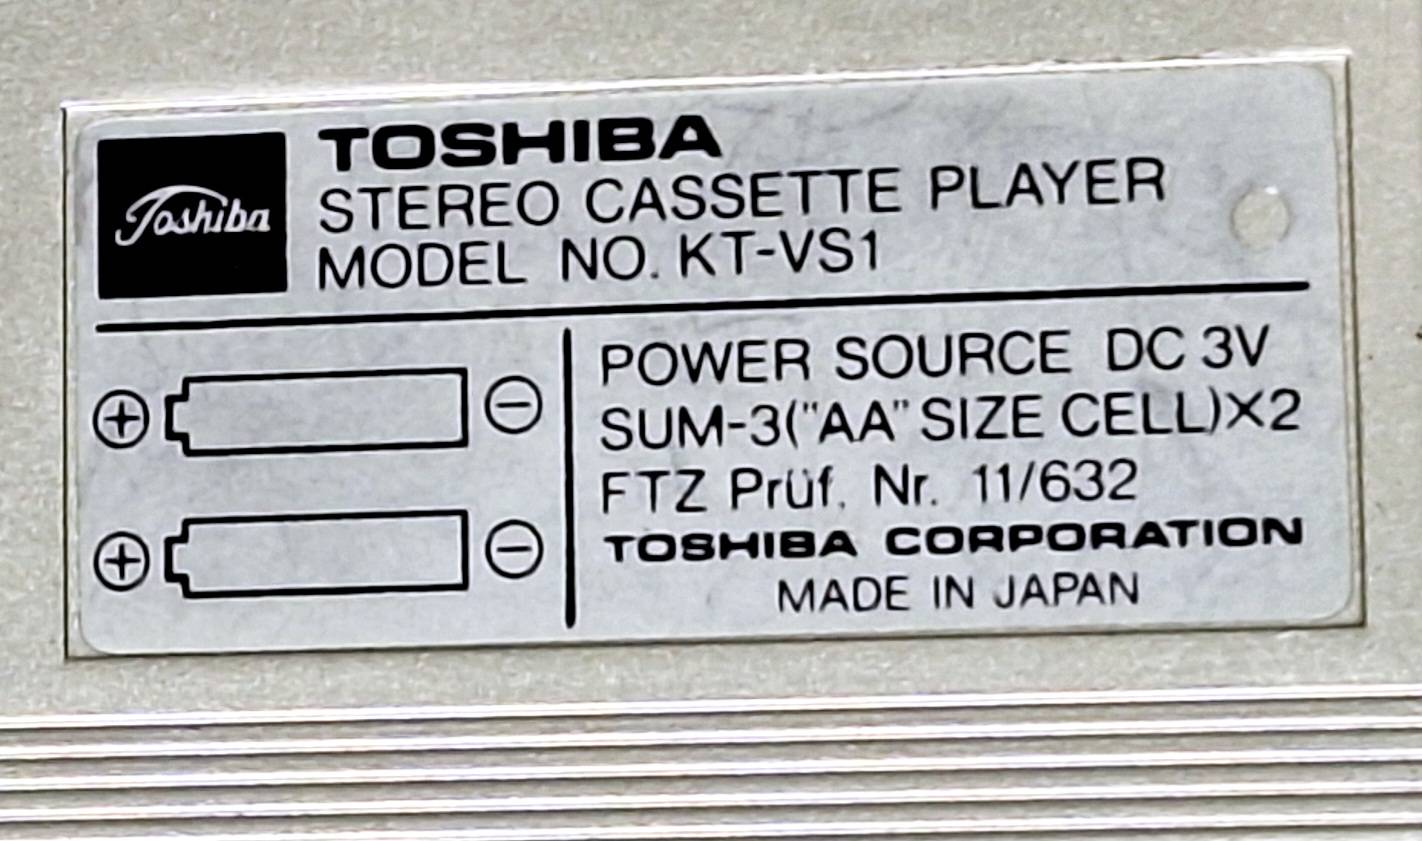 Toshiba
TOSHIBA
STEREO CASSETTE PLAYER
MODEL NO. KT-VS1
⊕ ⊖
⊕ ⊖
POWER SOURCE DC 3V
SUM-3("AA" SIZE CELL)X2
FTZ Prüf. Nr. 11/632
TOSHIBA CORPORATION
MADE IN JAPAN